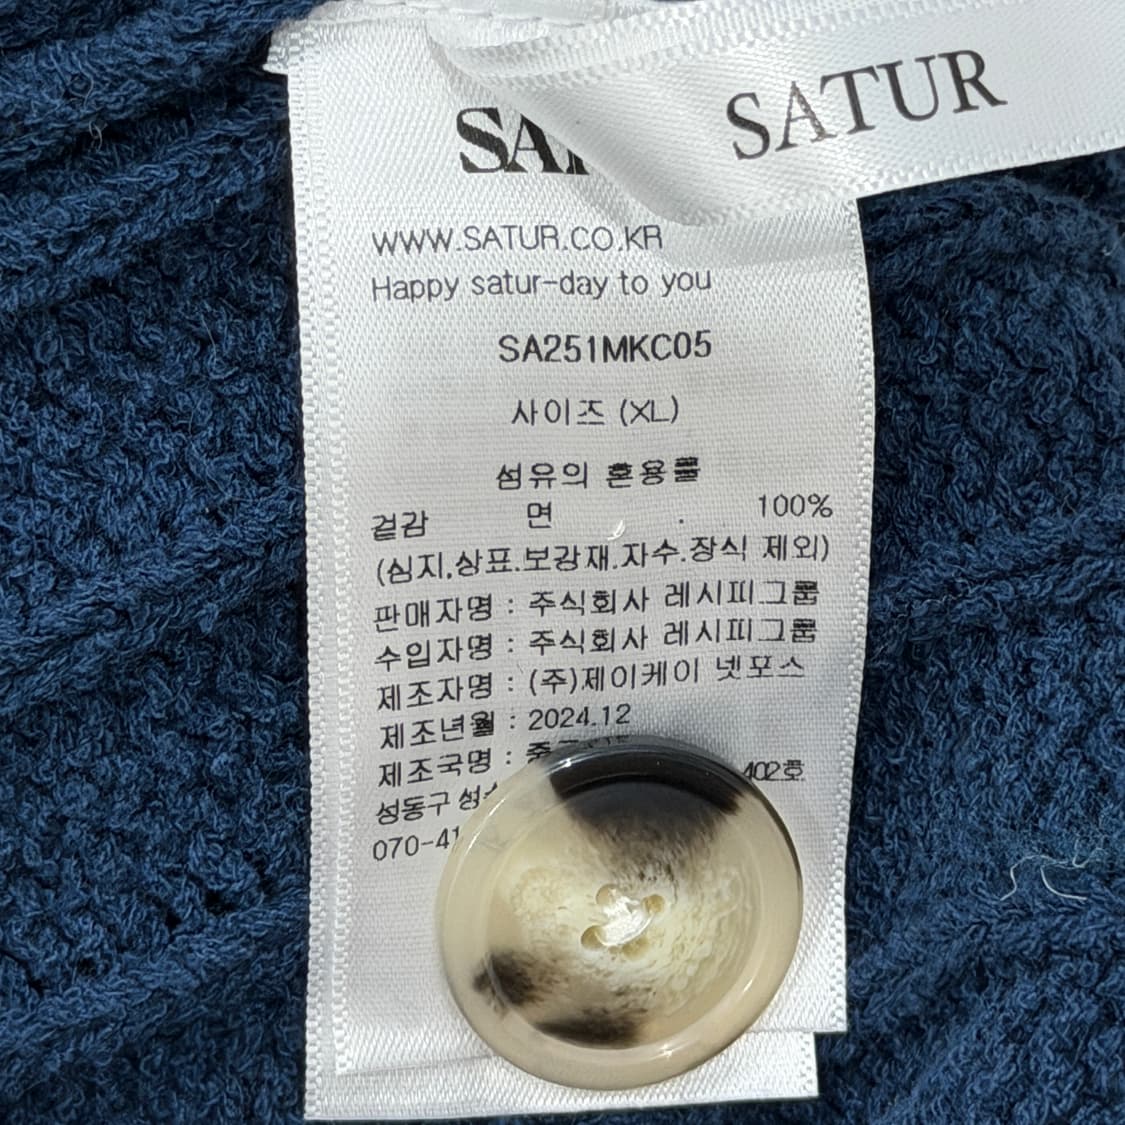 SATUR
WWW.SATUR.CO.KR
Happy satur-day to you
SA251MKC05
사이즈 (XL)
섬유의 혼용률
겉감 면 100%
(심지.상표.보강재.자수.장식 제외)
판매자명 : 주식회사 레시피그룹
수입자명 : 주식회사 레시피그룹
제조자명 : (주)제이케이 넷포스
제조년월 : 2024.12
제조국명 :
성동구 402호
070-41